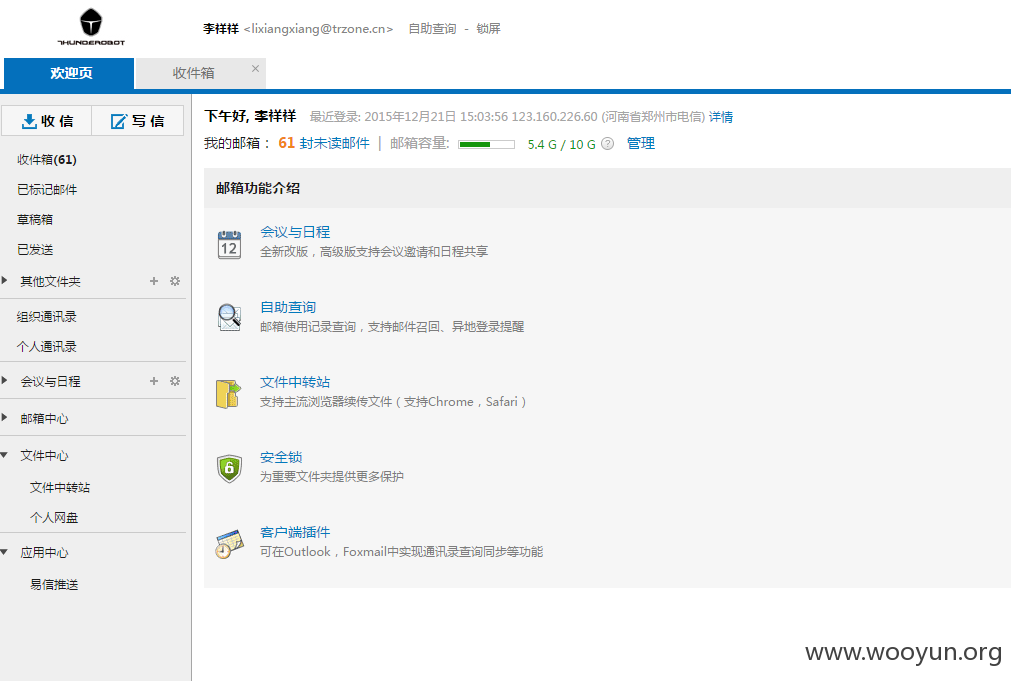 THUNDEROBOT
李样样 <lixiangxiang@trzone.cn> 自助查询 - 锁屏
欢迎页 收件箱 ×
收信 写信
收件箱(61)
已标记邮件
草稿箱
已发送
其他文件夹 +
组织通讯录
个人通讯录
会议与日程 +
邮箱中心
文件中心
文件中转站
个人网盘
应用中心
易信推送
下午好, 李样样 最近登录: 2015年12月21日 15:03:56 123.160.226.60 (河南省郑州市电信) 详情
我的邮箱： 61 封未读邮件 | 邮箱容量: 5.4 G / 10 G ? 管理
邮箱功能介绍
12
会议与日程
全新改版，高级版支持会议邀请和日程共享
自助查询
邮箱使用记录查询，支持邮件召回、异地登录提醒
文件中转站
支持主流浏览器续传文件（支持Chrome，Safari）
6
安全锁
为重要文件夹提供更多保护
客户端插件
可在Outlook，Foxmail中实现通讯录查询同步等功能
www.wooyun.org